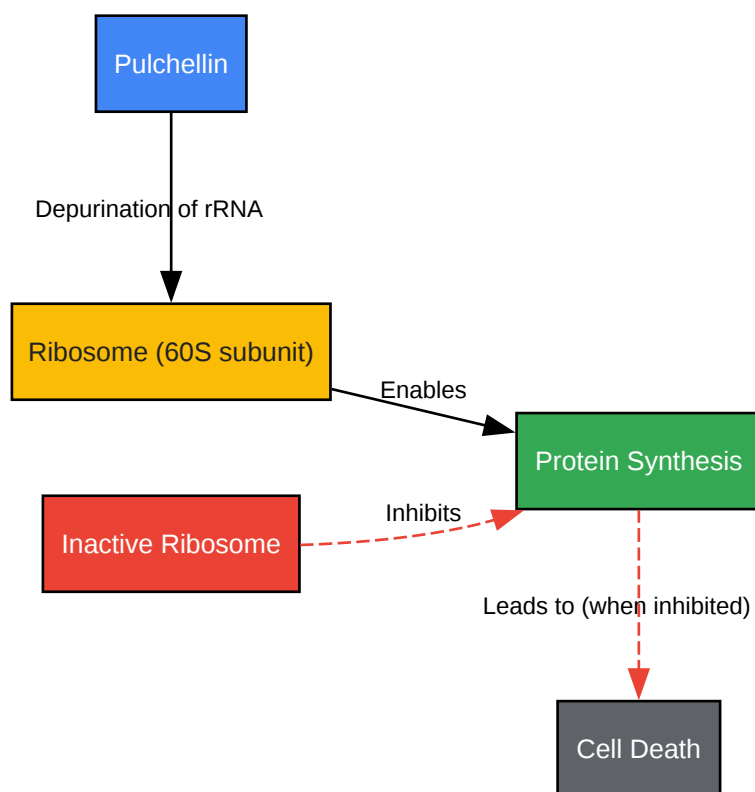 Pulchellin
Depurination of rRNA
Ribosome (60S subunit)
Enables
Protein Synthesis
Inactive Ribosome
Inhibits
Leads to (when inhibited)
Cell Death